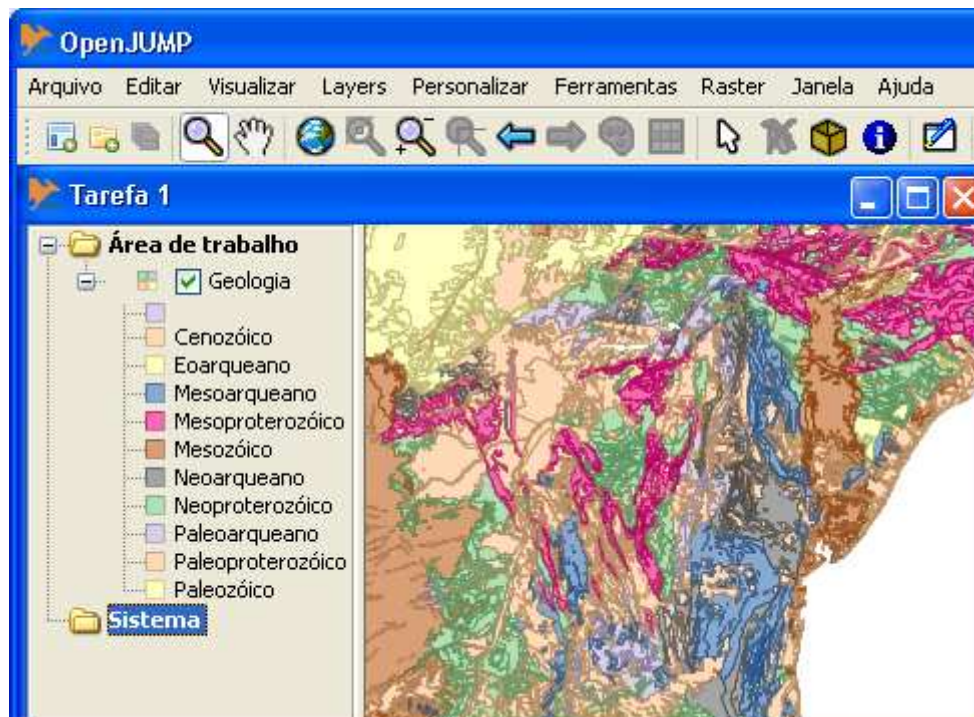 OpenJUMP
Arquivo Editar Visualizar Layers Personalizar Ferramentas Raster Janela Ajuda
Tarefa 1
Área de trabalho
Geologia
Cenozóico
Eoarqueano
Mesoarqueano
Mesoproterozóico
Mesozóico
Neoarqueano
Neoproterozóico
Paleoarqueano
Paleoproterozóico
Paleozóico
Sistema